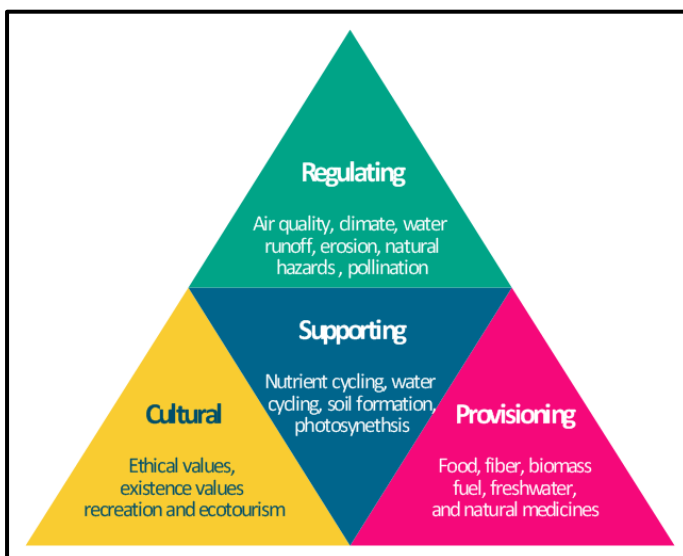 Regulating
Air quality, climate, water
runoff, erosion, natural
hazards , pollination
Supporting
Nutrient cycling, water
cycling, soil formation,
photosynethsis
Cultural
Ethical values,
existence values
recreation and ecotourism
Provisioning
Food, fiber, biomass
fuel, freshwater,
and natural medicines